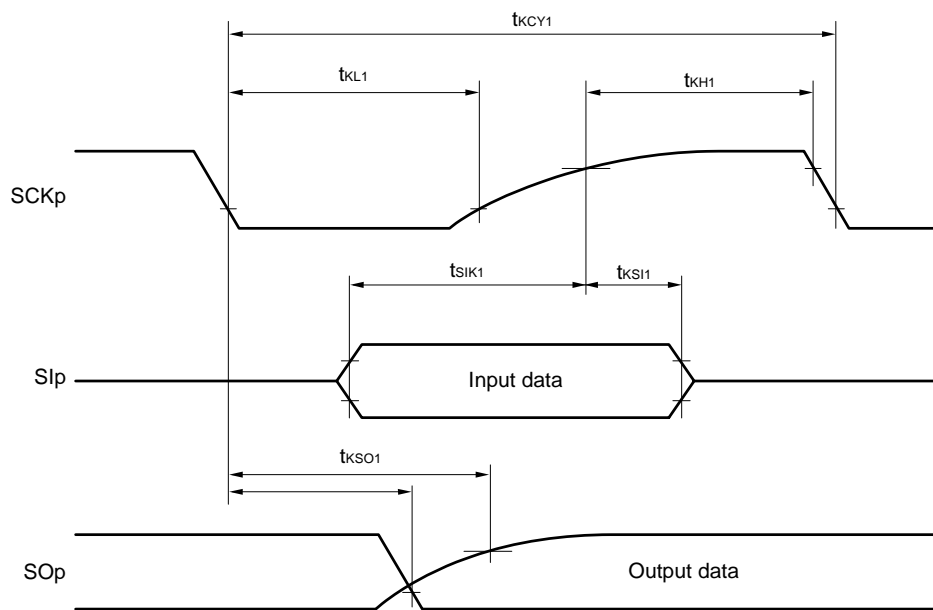 tKCY1
tKL1
tKH1
SCKp
tSIK1
tKSI1
SIp
Input data
tKSO1
SOp
Output data